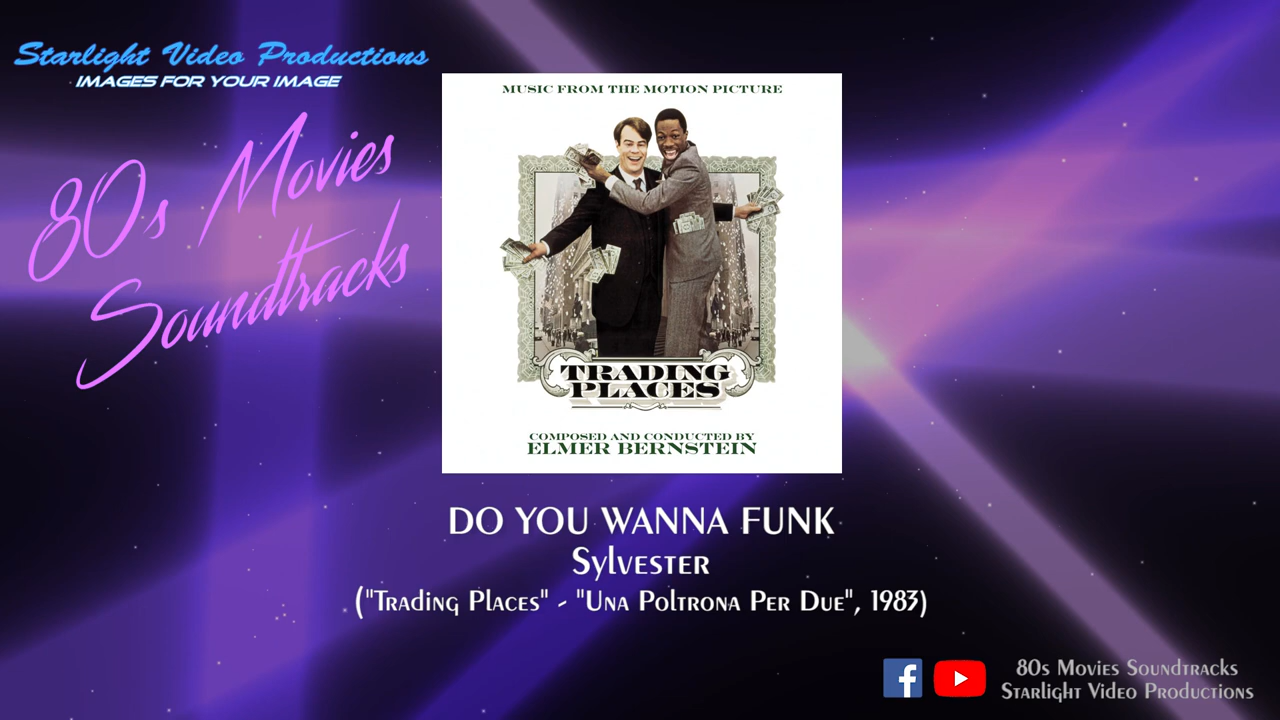 Starlight Video Productions
IMAGES FOR YOUR IMAGE
80s Movies
Soundtracks
MUSIC FROM THE MOTION PICTURE
TRADING
PLACES
COMPOSED AND CONDUCTED BY
ELMER BERNSTEIN
DO YOU WANNA FUNK
Sylvester
("Trading Places" - "Una Poltrona Per Due", 1983)
80s Movies Soundtracks
Starlight Video Productions